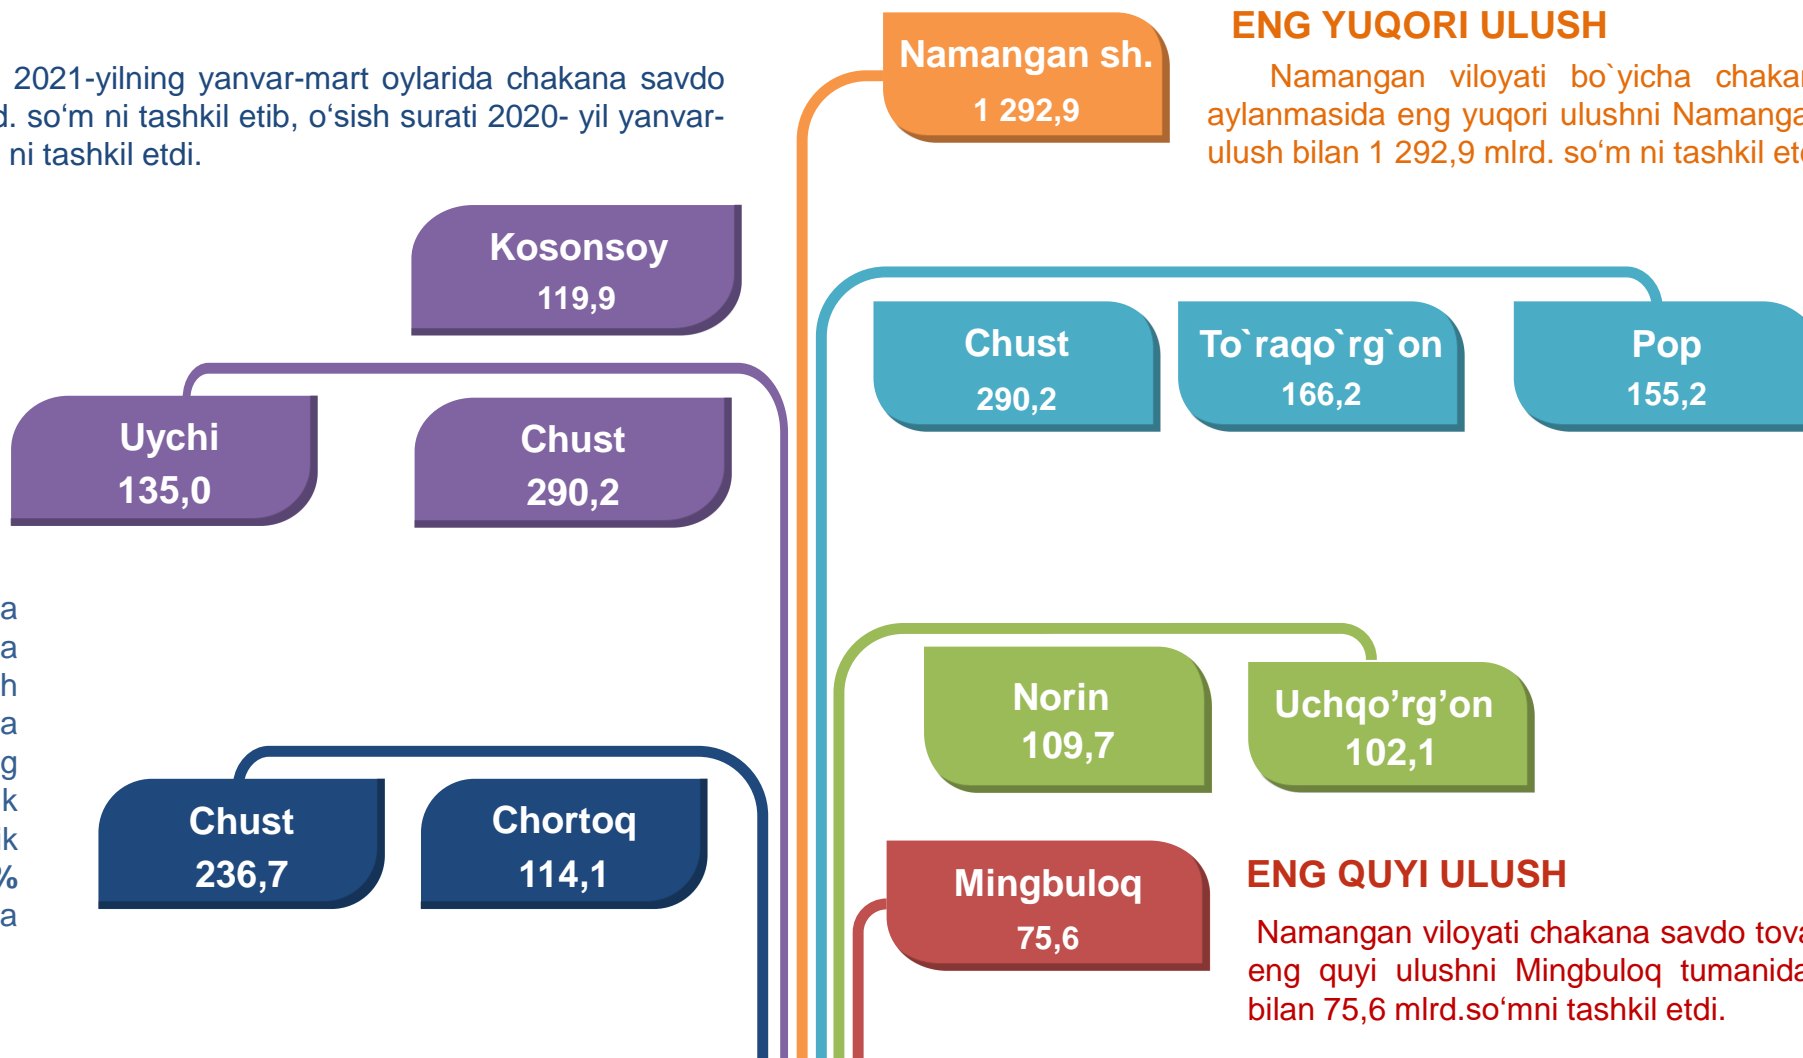 2021-yilning yanvar-mart oylarida chakana savdo
so‘m ni tashkil etib, o‘sish surati 2020- yil yanvar-
ni tashkil etdi.
Namangan sh.
1 292,9
ENG YUQORI ULUSH
Namangan viloyati bo`yicha chakan
aylanmasida eng yuqori ulushni Namanga
ulush bilan 1 292,9 mlrd. so‘m ni tashkil et
Kosonsoy
119,9
Chust
290,2
To`raqo`rg`on
166,2
Pop
155,2
Uychi
135,0
Chust
290,2
a
a
h
a
g
k
ik
%
a
Norin
109,7
Uchqo’rg’on
102,1
Chust
236,7
Chortoq
114,1
Mingbuloq
75,6
ENG QUYI ULUSH
Namangan viloyati chakana savdo tova
eng quyi ulushni Mingbuloq tumanida
bilan 75,6 mlrd.so‘mni tashkil etdi.